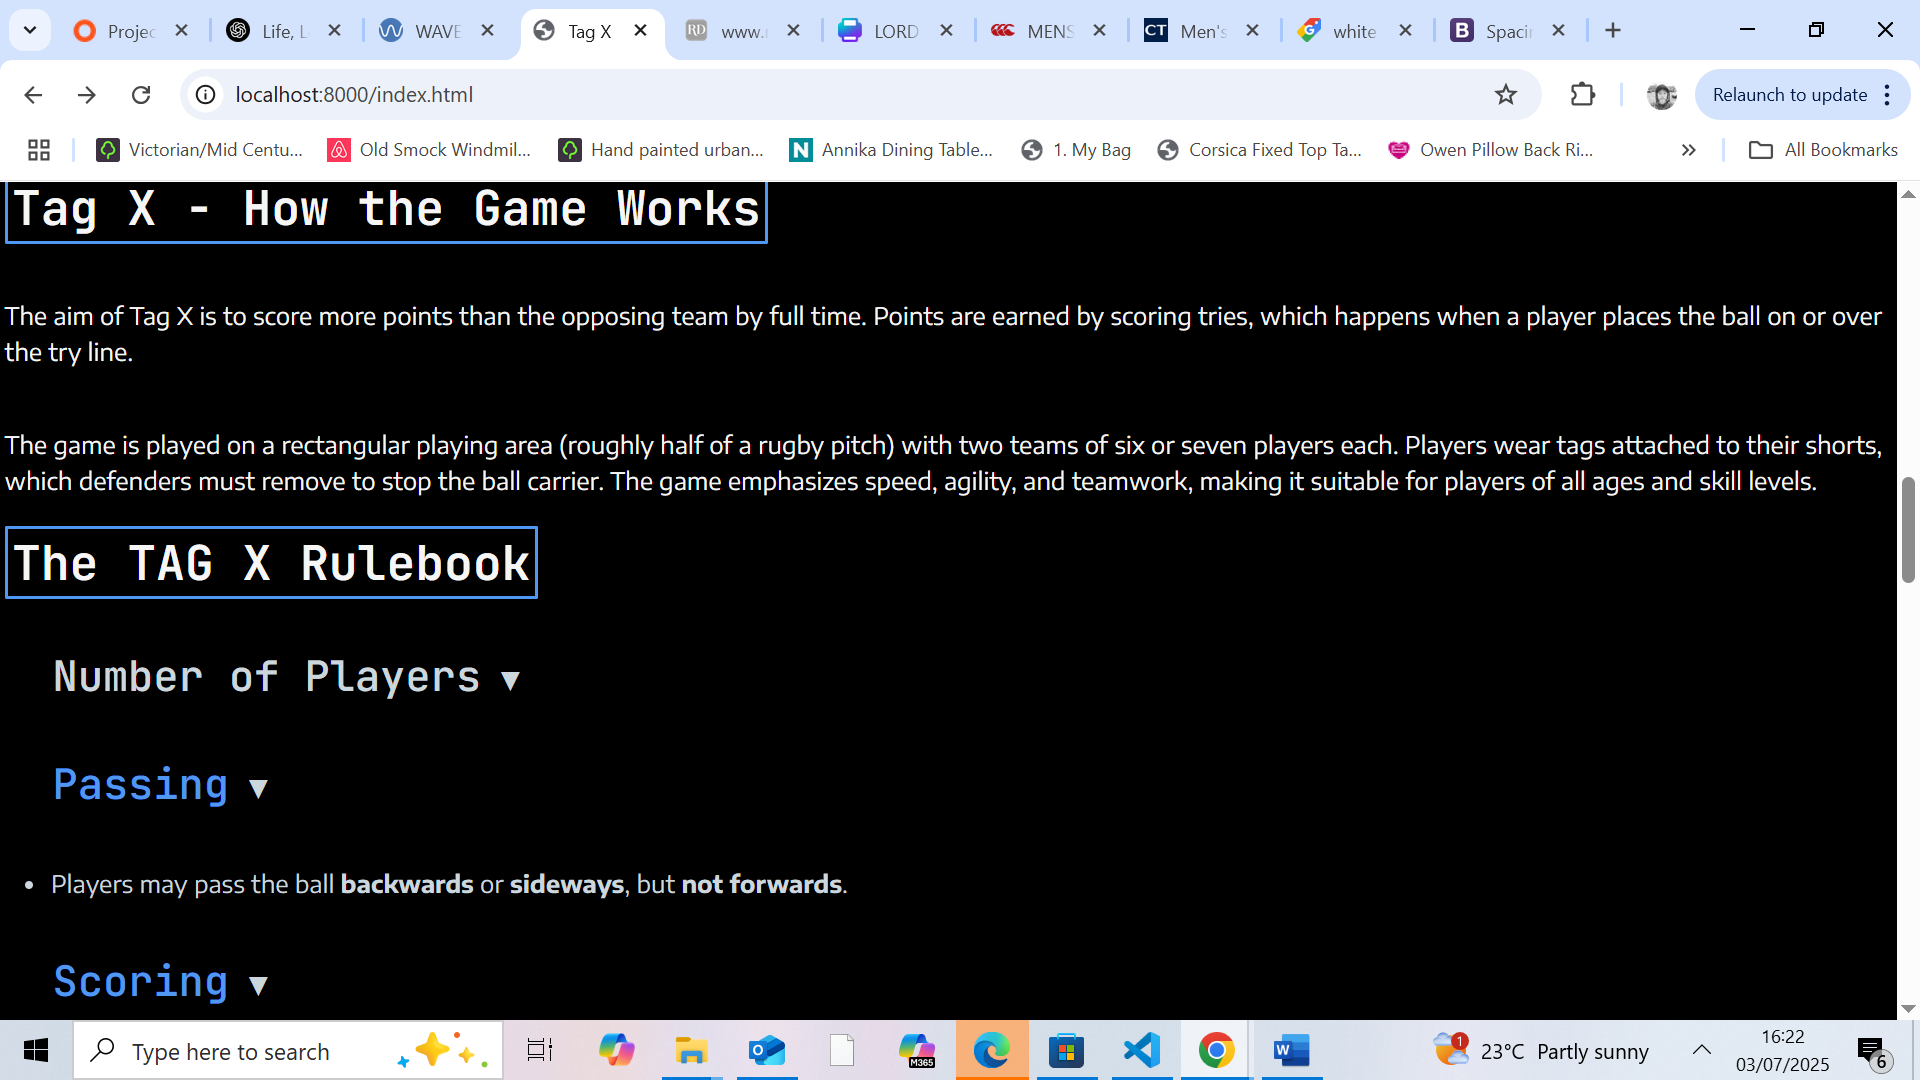 Projec
Life, L
WAVE
Tag X
www.
LORD
MENS
Men's
white
Spacin
localhost:8000/index.html
Relaunch to update
Victorian/Mid Centu...
Old Smock Windmil...
Hand painted urban...
Annika Dining Table...
1. My Bag
Corsica Fixed Top Ta...
Owen Pillow Back Ri...
All Bookmarks
Tag X - How the Game Works
The aim of Tag X is to score more points than the opposing team by full time. Points are earned by scoring tries, which happens when a player places the ball on or over
the try line.
The game is played on a rectangular playing area (roughly half of a rugby pitch) with two teams of six or seven players each. Players wear tags attached to their shorts,
which defenders must remove to stop the ball carrier. The game emphasizes speed, agility, and teamwork, making it suitable for players of all ages and skill levels.
The TAG X Rulebook
Number of Players ▼
Passing ▼
• Players may pass the ball backwards or sideways, but not forwards.
Scoring ▼
Type here to search
M365
1
23°C Partly sunny
16:22
03/07/2025
6